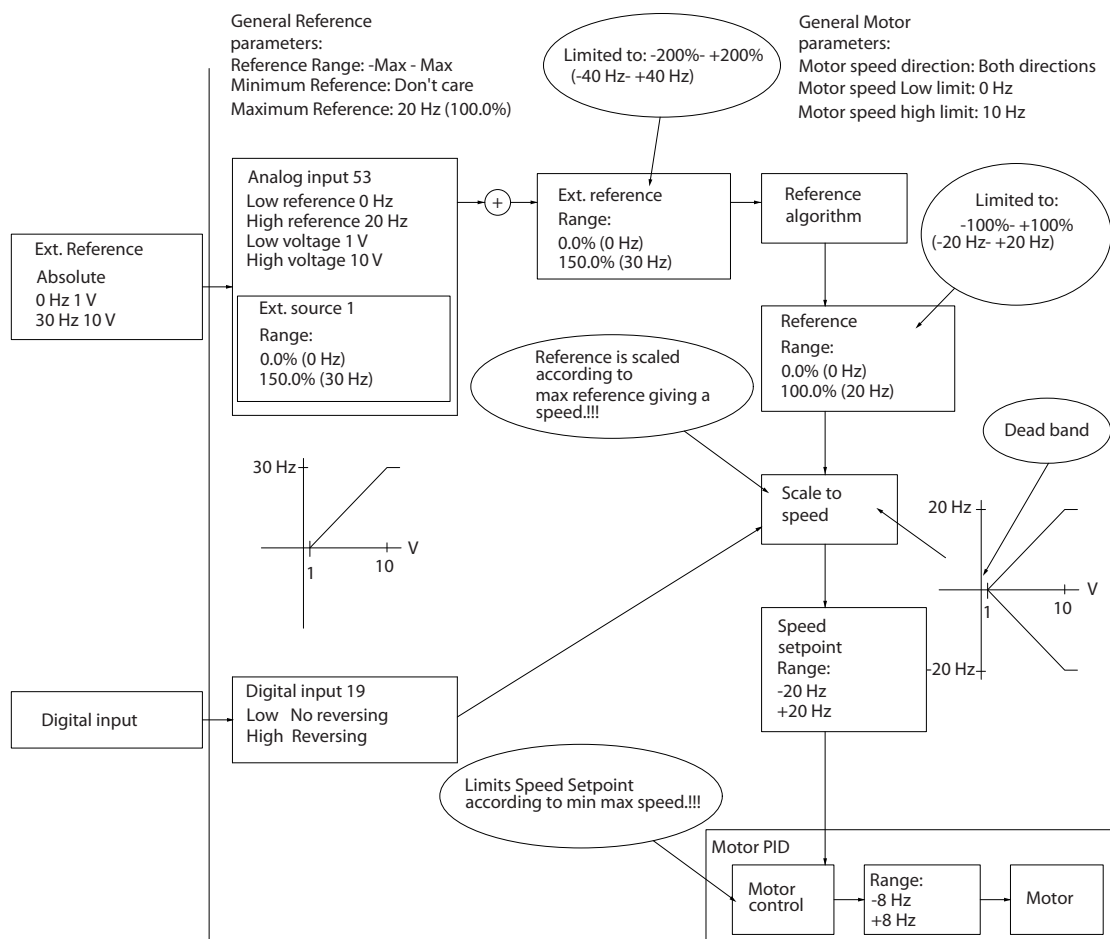 General Reference
parameters:
Reference Range: -Max - Max
Minimum Reference: Don't care
Maximum Reference: 20 Hz (100.0%)
Limited to: -200%- +200%
(-40 Hz- +40 Hz)
General Motor
parameters:
Motor speed direction: Both directions
Motor speed Low limit: 0 Hz
Motor speed high limit: 10 Hz
Ext. Reference
Absolute
0 Hz 1 V
30 Hz 10 V
Analog input 53
Low reference 0 Hz
High reference 20 Hz
Low voltage 1 V
High voltage 10 V
Ext. source 1
Range:
0.0% (0 Hz)
150.0% (30 Hz)
+
Ext. reference
Range:
0.0% (0 Hz)
150.0% (30 Hz)
Reference
algorithm
Limited to:
-100%- +100%
(-20 Hz- +20 Hz)
Reference
Range:
0.0% (0 Hz)
100.0% (20 Hz)
Reference is scaled
according to
max reference giving a
speed.!!!
Dead band
30 Hz
1
10
V
Scale to
speed
20 Hz
1
10
V
-20 Hz
Speed
setpoint
Range:
-20 Hz
+20 Hz
Digital input
Digital input 19
Low No reversing
High Reversing
Limits Speed Setpoint
according to min max speed.!!!
Motor PID
Motor
control
Range:
-8 Hz
+8 Hz
Motor